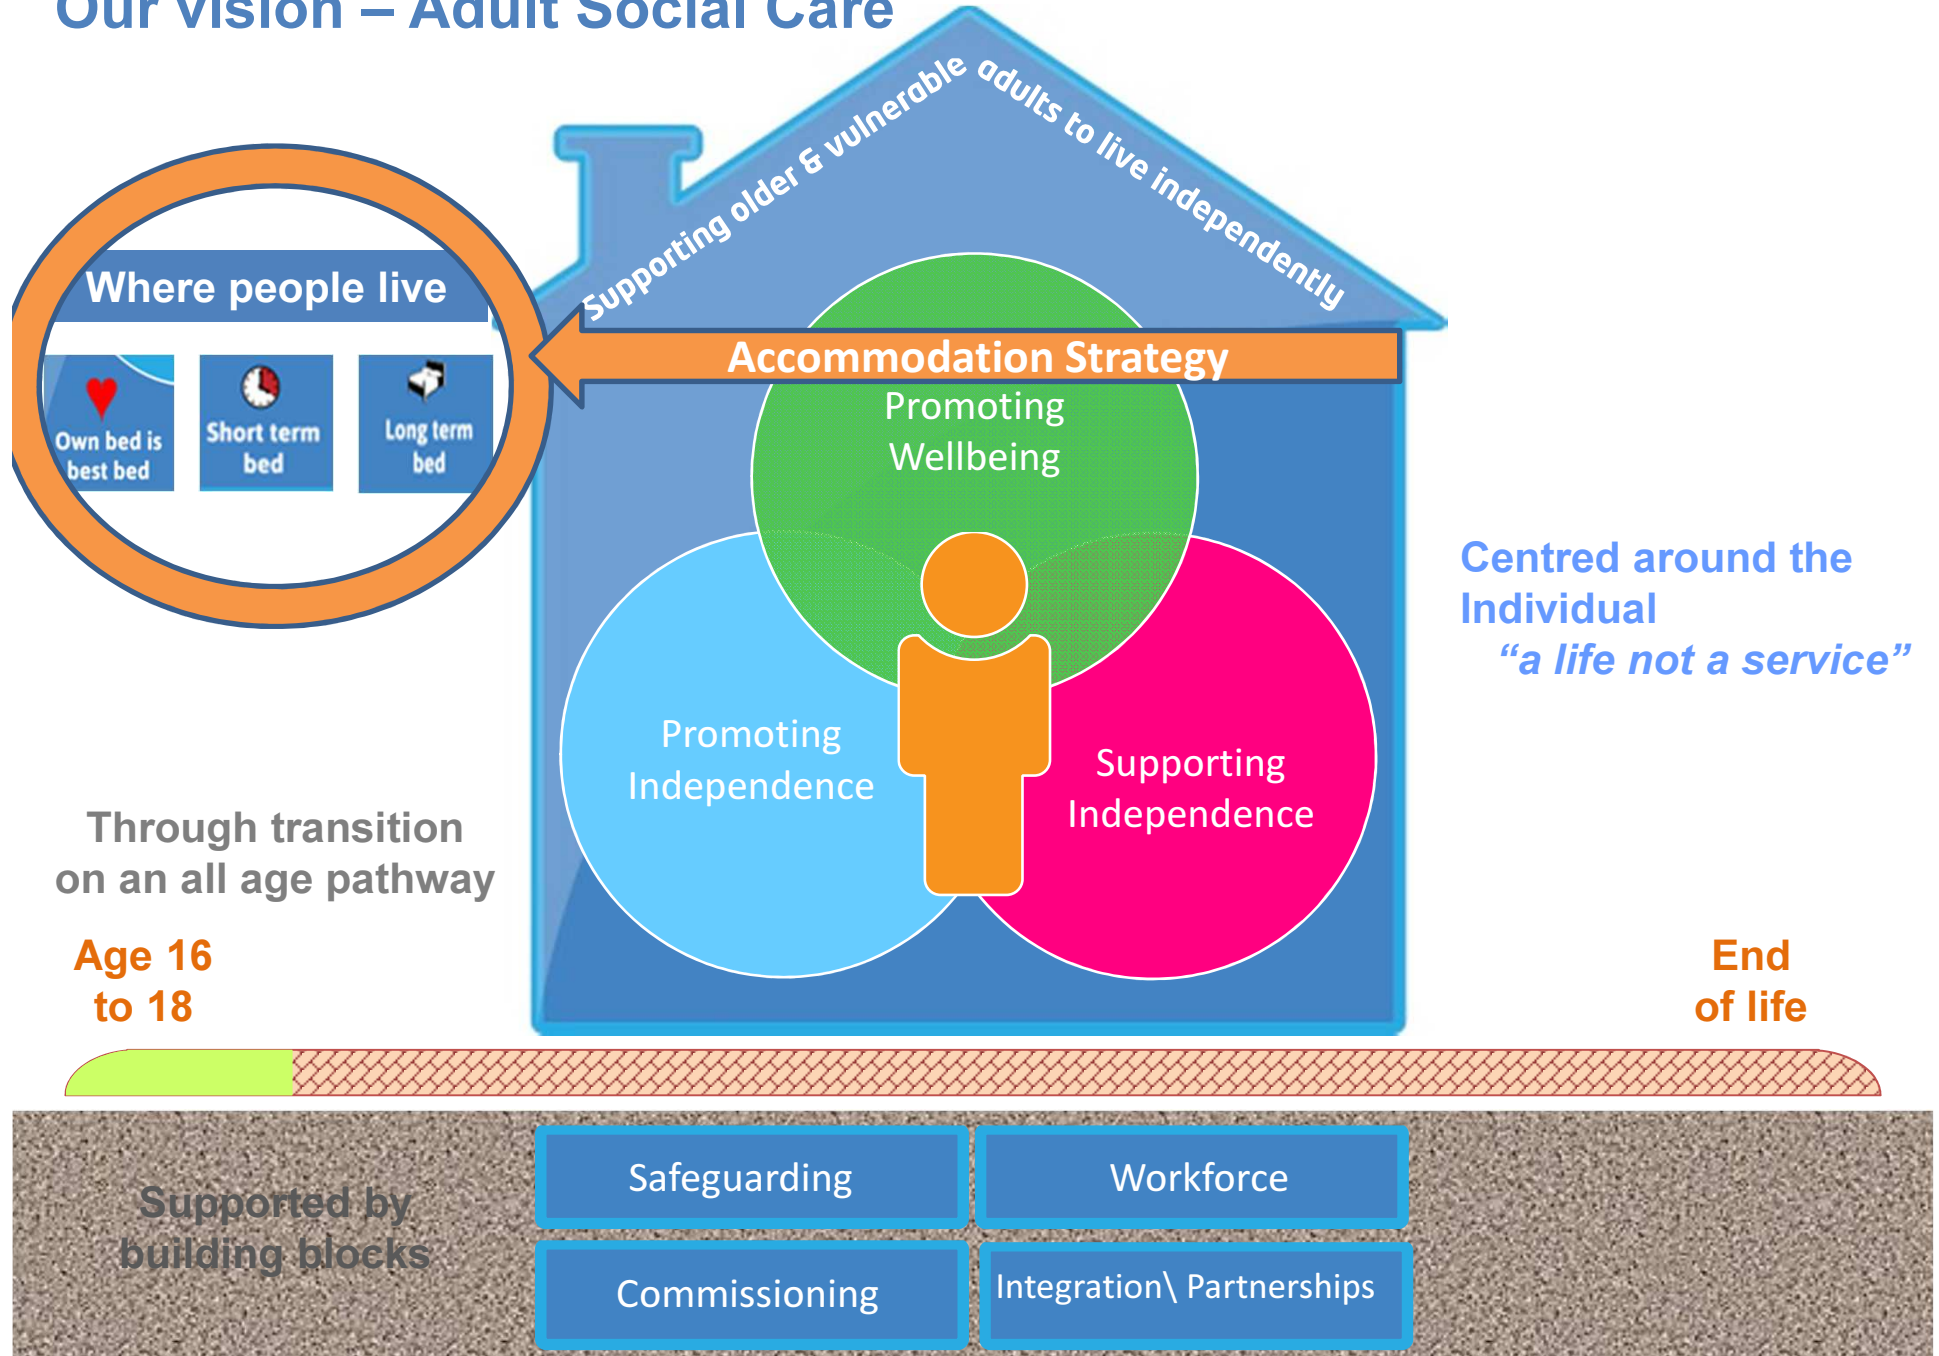 Our vision – Adult Social Care
Supporting older & vulnerable adults to live independently
Where people live
Own bed is
best bed
Short term
bed
Long term
bed
Accommodation Strategy
Promoting
Wellbeing
Promoting
Independence
Supporting
Independence
Centred around the
Individual
“a life not a service”
Through transition
on an all age pathway
Age 16
to 18
End
of life
Supported by
building blocks
Safeguarding
Workforce
Commissioning
Integration\ Partnerships